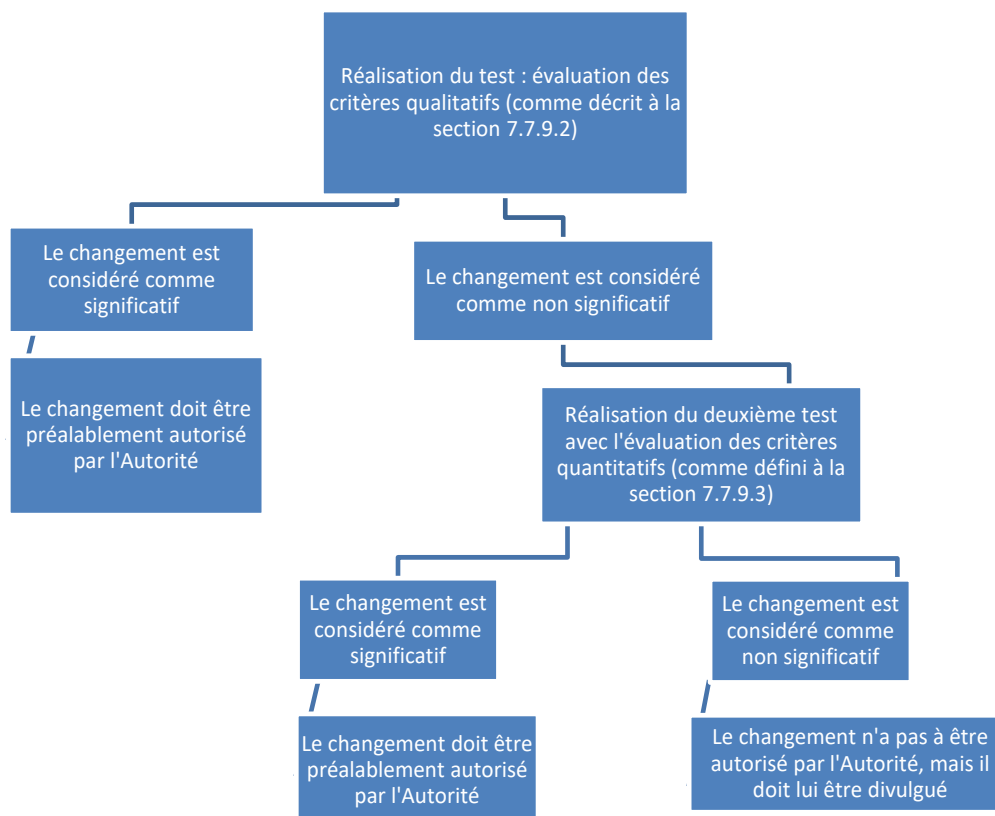 Réalisation du test : évaluation des
critères qualitatifs (comme décrit à la
section 7.7.9.2)
Le changement est
considéré comme
significatif
Le changement est considéré
comme non significatif
Le changement doit être
préalablement autorisé
par l'Autorité
Réalisation du deuxième test
avec l'évaluation des critères
quantitatifs (comme défini à la
section 7.7.9.3)
Le changement est
considéré comme
significatif
Le changement est
considéré comme
non significatif
Le changement doit être
préalablement autorisé
par l'Autorité
Le changement n'a pas à être
autorisé par l'Autorité, mais il
doit lui être divulgué